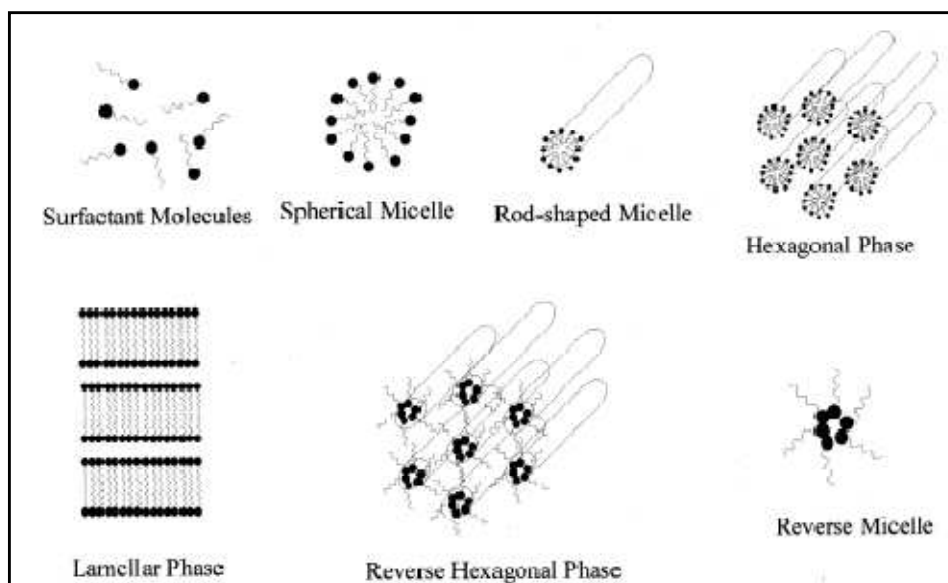 Surfactant Molecules
Spherical Micelle
Rod-shaped Micelle
Hexagonal Phase
Lamellar Phase
Reverse Hexagonal Phase
Reverse Micelle